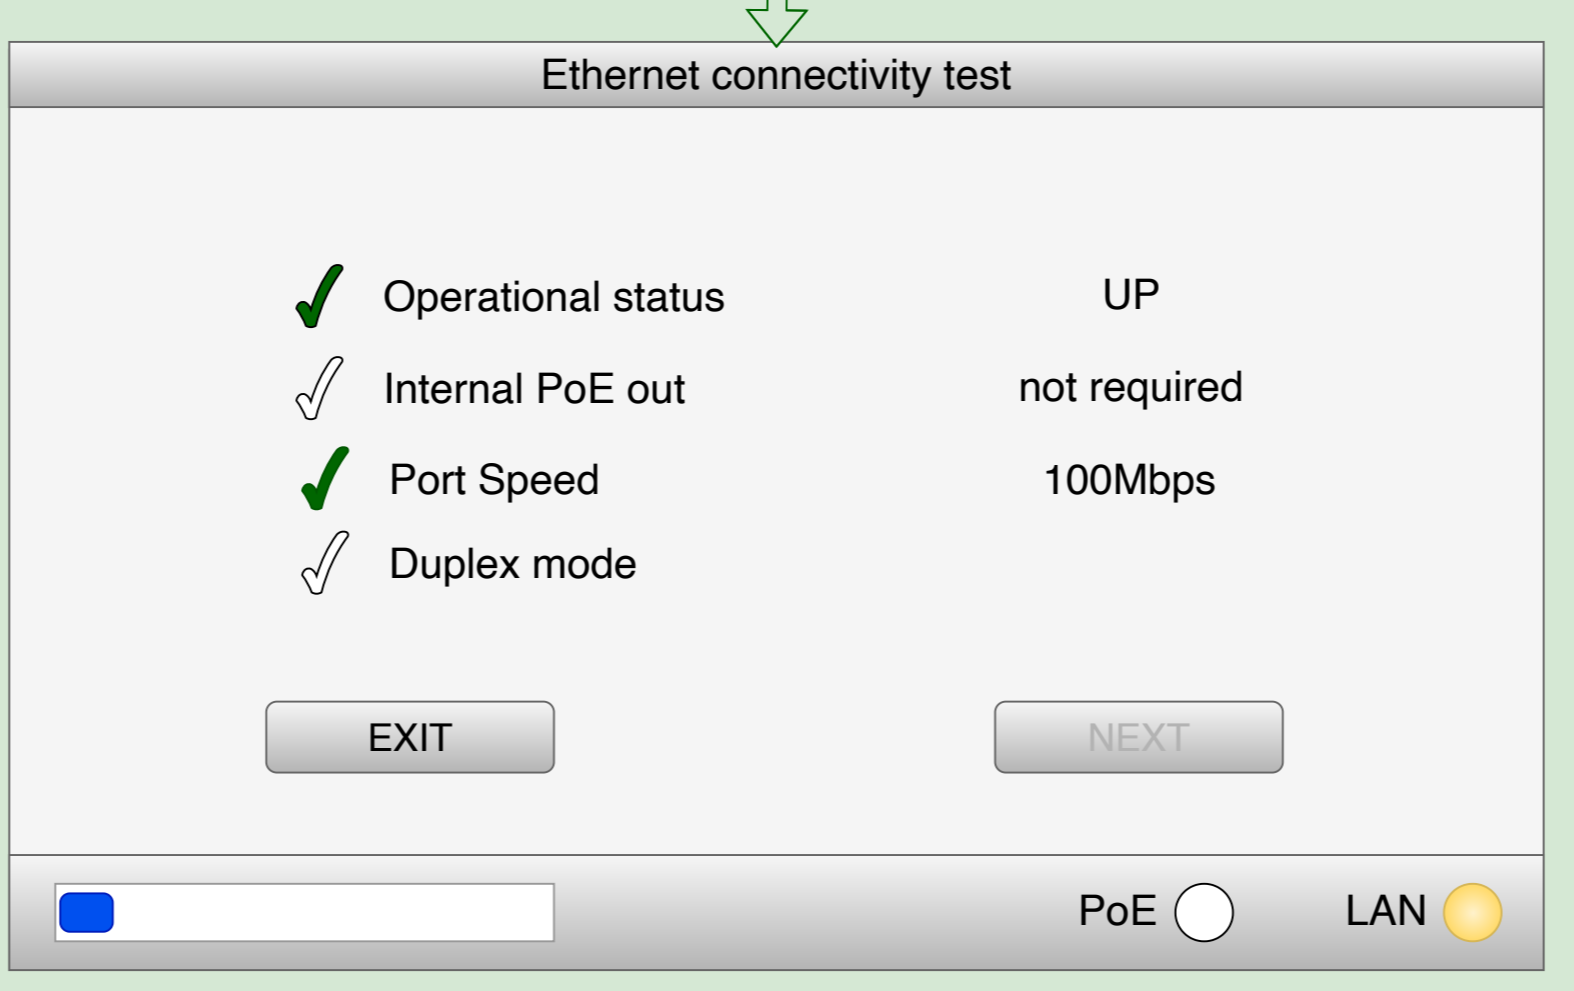 Ethernet connectivity test
Operational status UP
Internal PoE out not required
Port Speed 100Mbps
Duplex mode
EXIT NEXT
PoE LAN